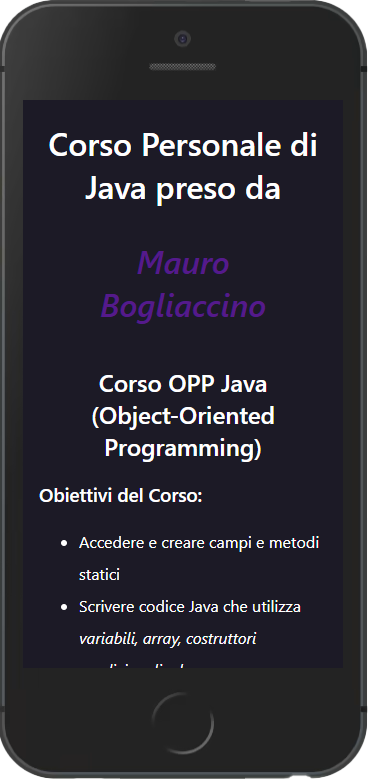 Corso Personale di
Java preso da
Mauro
Bogliaccino
Corso OPP Java
(Object-Oriented
Programming)
Obiettivi del Corso:
• Accedere e creare campi e metodi
statici
• Scrivere codice Java che utilizza
variabili, array, costruttori